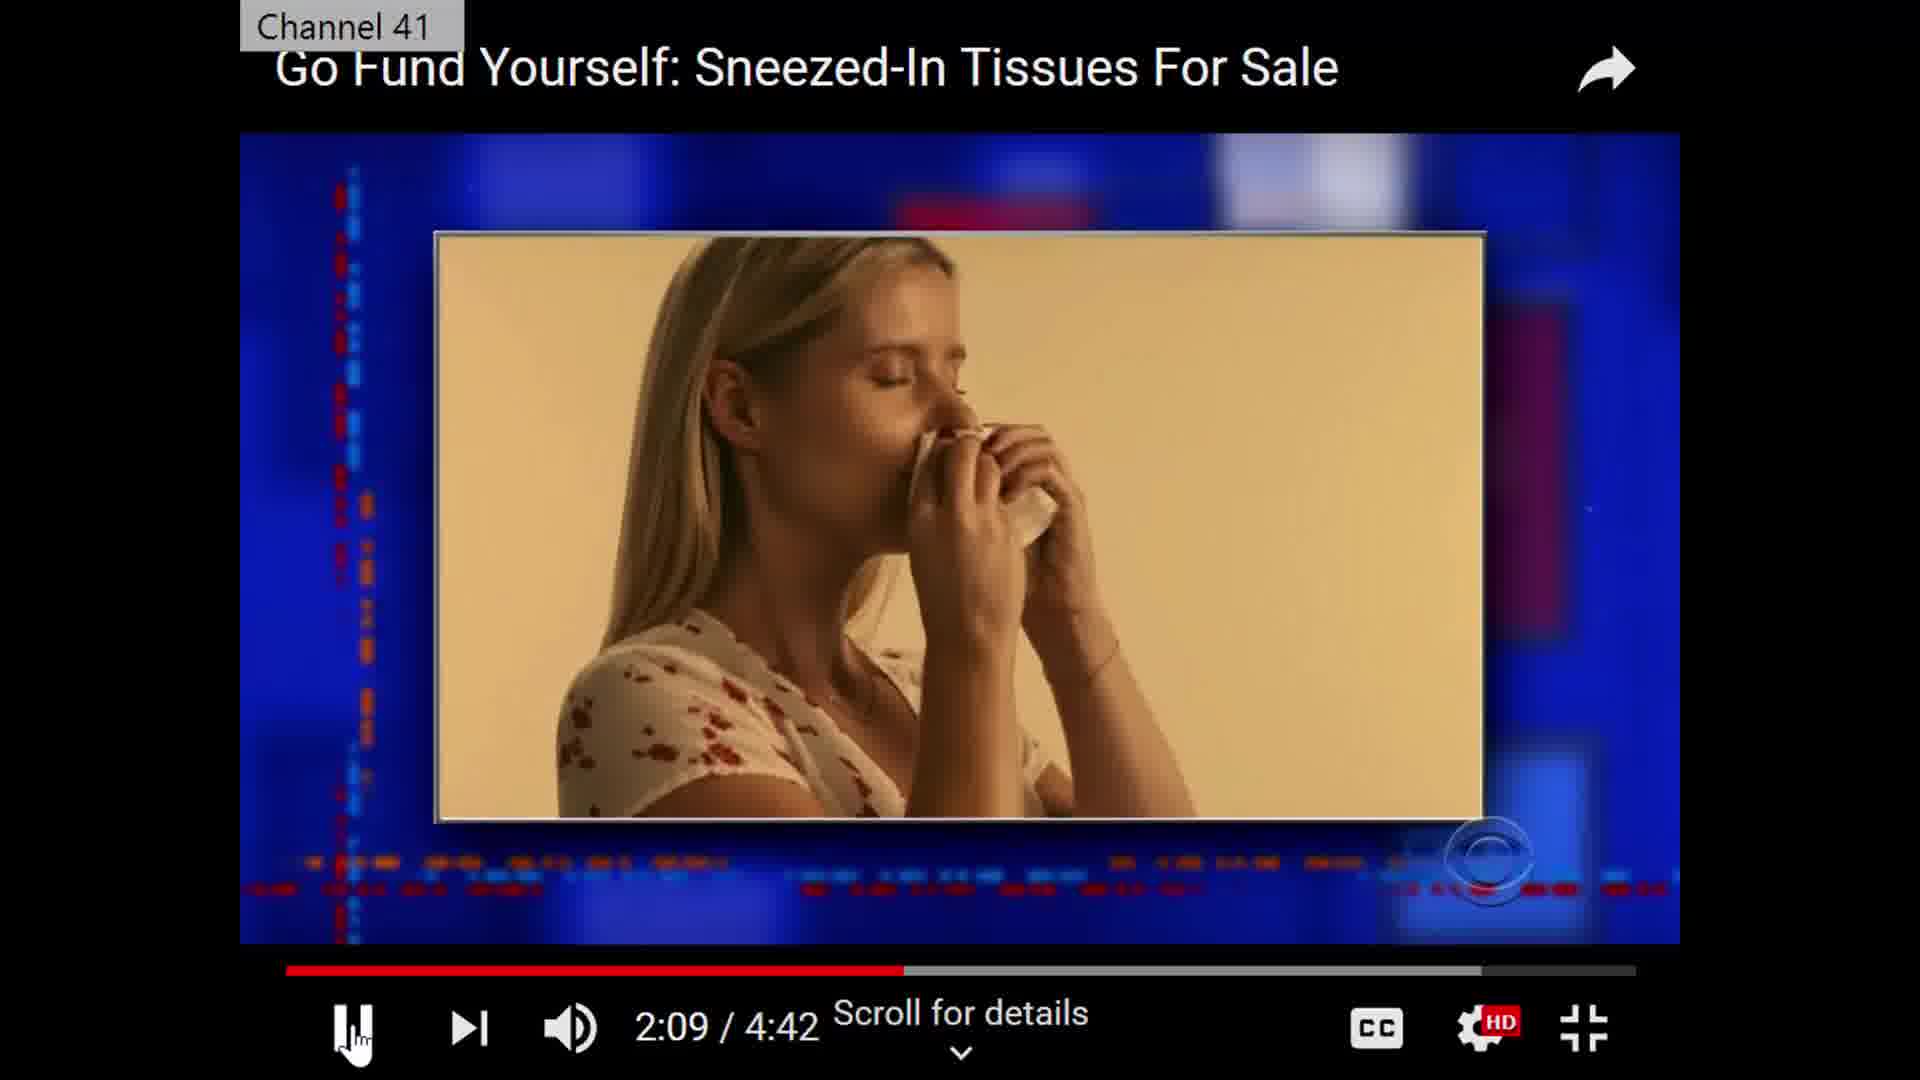 Channel 41
Go Fund Yourself: Sneezed-In Tissues For Sale
2:09 / 4:42
Scroll for details
CC
HD